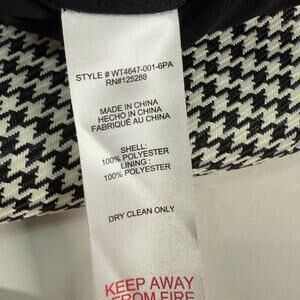 STYLE # WT4647-001-6PA
RN#125288
MADE IN CHINA
HECHO IN CHINA
FABRIQUÉ AU CHINA
SHELL:
100% POLYESTER
LINING :
100% POLYESTER
DRY CLEAN ONLY
KEEP AWAY
FROM FIRE